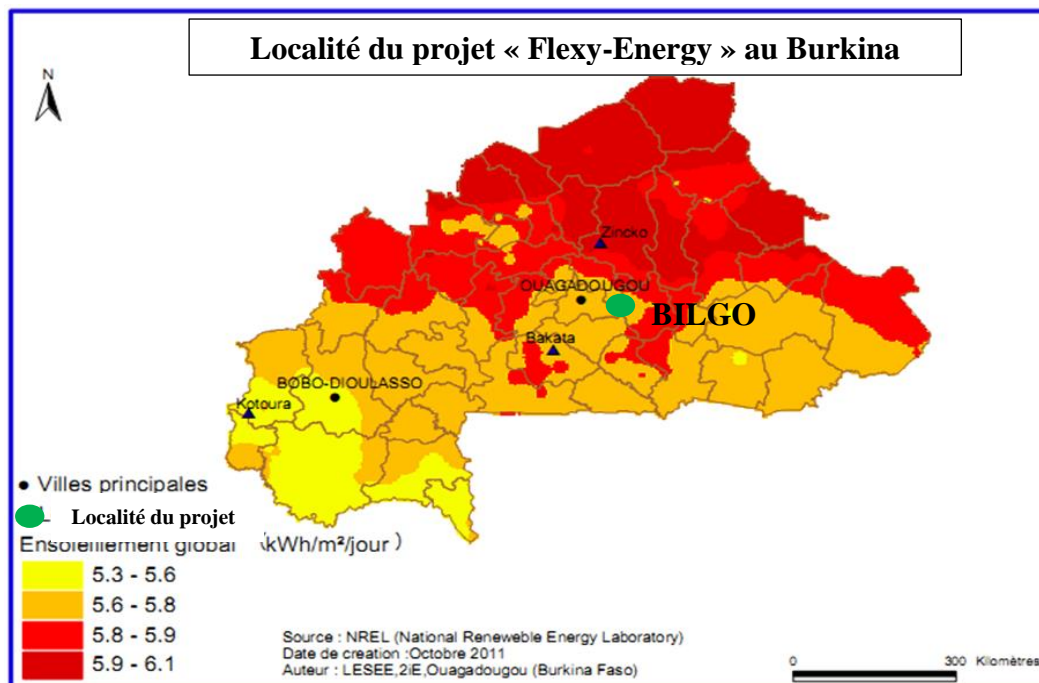 Localité du projet « Flexy-Energy » au Burkina
N
Zincko
OUAGADOUGOU
BILGO
Bakata
BOBO-DIOULASSO
Kotoura
Villes principales
Localité du projet
Ensoleillement global (kWh/m²/jour )
5.3 - 5.6
5.6 - 5.8
5.8 - 5.9
5.9 - 6.1
Source : NREL (National Reneweble Energy Laboratory)
Date de creation :Octobre 2011
Auteur : LESEE,2iE,Ouagadougou (Burkina Faso)
0 300 Kilomètres